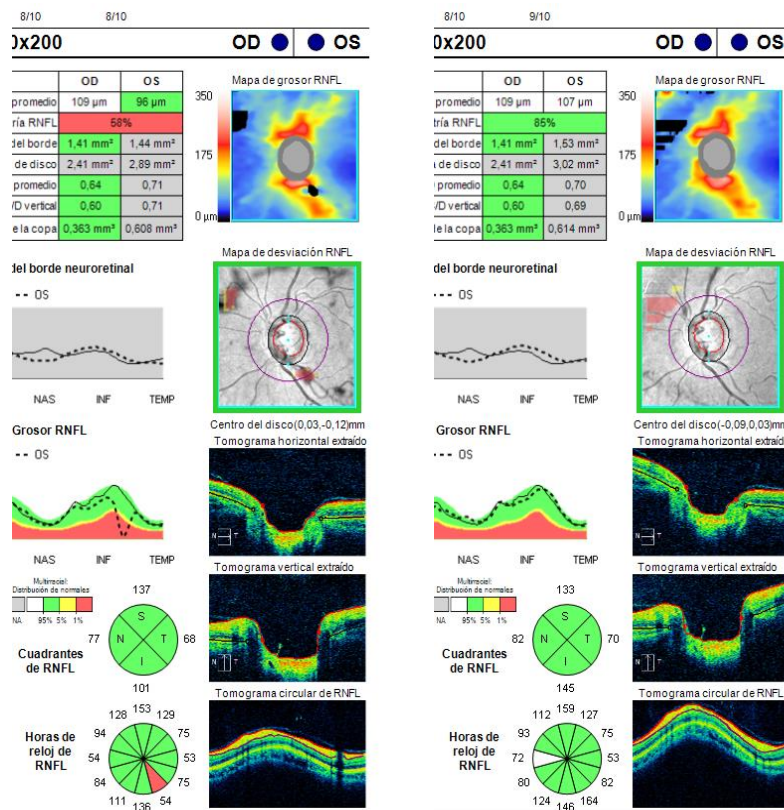 8/10 8/10
0x200 OD OS
OD OS
promedio 109 µm 96 µm
tría RNFL 58%
del borde 1,41 mm² 1,44 mm²
de disco 2,41 mm² 2,89 mm²
promedio 0,64 0,71
/D vertical 0,60 0,71
de la copa 0,363 mm³ 0,608 mm³
Mapa de grosor RNFL
350
175
0 µm
Mapa de desviación RNFL
del borde neuroretinal
-- OS
NAS INF TEMP
Centro del disco(0,03,-0,12)mm
Grosor RNFL
Tomograma horizontal extraído
-- OS
N T
NAS INF TEMP
Tomograma vertical extraído
Multirracial:
Distribución de normales
NA 95% 5% 1%
137
S
77 N T 68
I
101
Cuadrantes
de RNFL
N T
Tomograma circular de RNFL
Horas de
reloj de
RNFL
153
128 129
94 75
54 53
84 75
111 54
136
8/10 9/10
0x200 OD OS
OD OS
promedio 109 µm 107 µm
tría RNFL 85%
del borde 1,41 mm² 1,53 mm²
a de disco 2,41 mm² 3,02 mm²
promedio 0,64 0,70
/D vertical 0,60 0,69
de la copa 0,363 mm³ 0,614 mm³
Mapa de grosor RNFL
350
175
0 µm
Mapa de desviación RNFL
del borde neuroretinal
-- OS
NAS INF TEMP
Centro del disco(-0,09,0,03)mm
Grosor RNFL
Tomograma horizontal extraído
-- OS
N T
NAS INF TEMP
Tomograma vertical extraído
Multirracial:
Distribución de normales
NA 95% 5% 1%
133
S
82 N T 70
I
145
Cuadrantes
de RNFL
N T
Tomograma circular de RNFL
Horas de
reloj de
RNFL
159
112 127
93 75
72 53
80 82
124 164
146